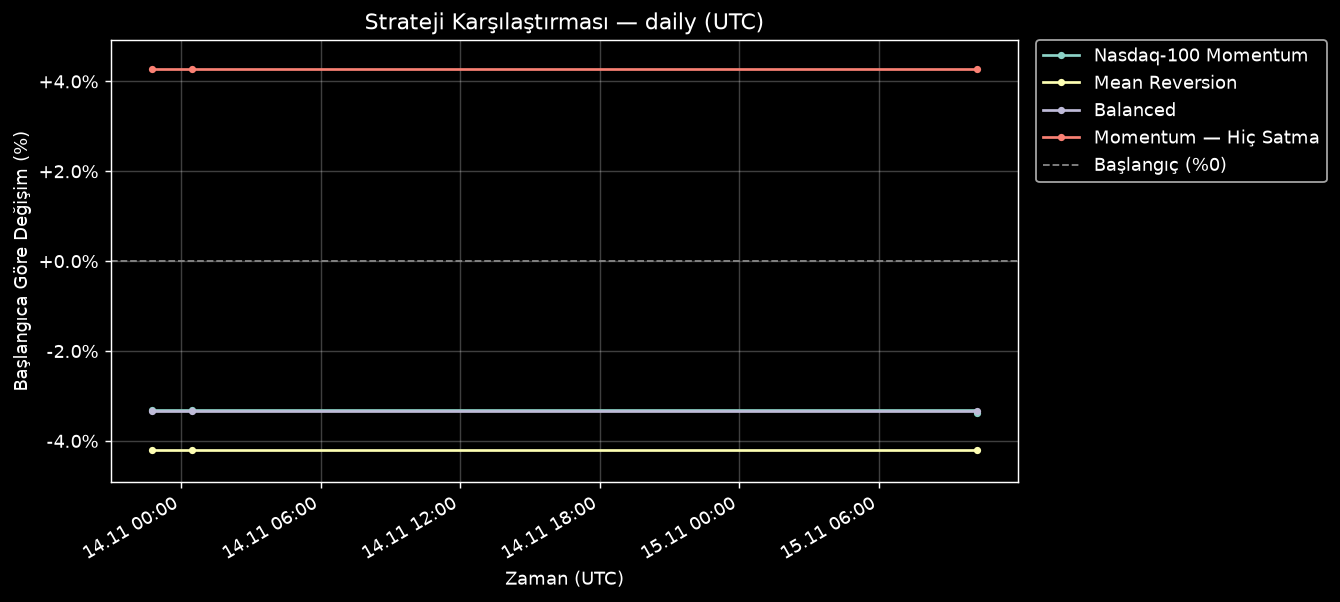 Strateji Karşılaştırması — daily (UTC)
Nasdaq-100 Momentum
Mean Reversion
Balanced
Momentum — Hiç Satma
Başlangıç (%0)
Başlangıca Göre Değişim (%)
+4.0%
+2.0%
+0.0%
-2.0%
-4.0%
14.11 00:00
14.11 06:00
14.11 12:00
14.11 18:00
15.11 00:00
15.11 06:00
Zaman (UTC)